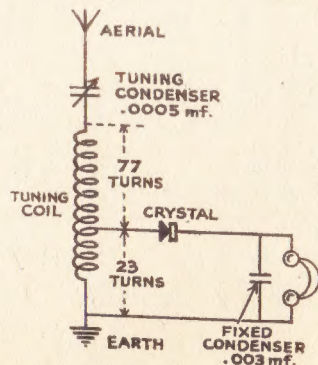 AERIAL
TUNING
CONDENSER
.0005 mf.
77
TURNS
TUNING
COIL
CRYSTAL
23
TURNS
EARTH
FIXED
CONDENSER
.003 mf.